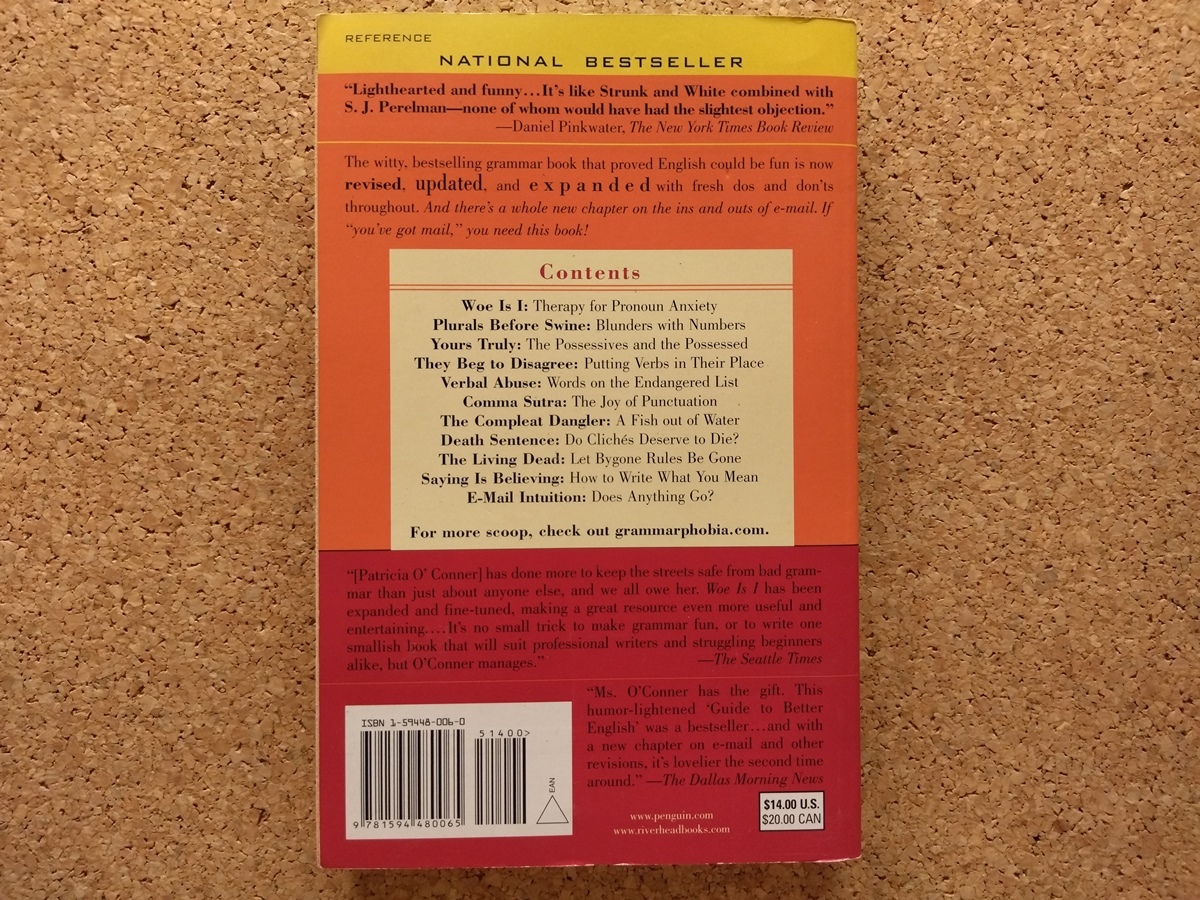 REFERENCE
NATIONAL BESTSELLER
“Lighthearted and funny…It’s like Strunk and White combined with
S. J. Perelman—none of whom would have had the slightest objection.”
—Daniel Pinkwater, The New York Times Book Review
The witty, bestselling grammar book that proved English could be fun is now
revised, updated, and expanded with fresh dos and don’ts
throughout. And there’s a whole new chapter on the ins and outs of e-mail. If
“you’ve got mail,” you need this book!
Contents
Woe Is I: Therapy for Pronoun Anxiety
Plurals Before Swine: Blunders with Numbers
Yours Truly: The Possessives and the Possessed
They Beg to Disagree: Putting Verbs in Their Place
Verbal Abuse: Words on the Endangered List
Comma Sutra: The Joy of Punctuation
The Compleat Dangler: A Fish out of Water
Death Sentence: Do Clichés Deserve to Die?
The Living Dead: Let Bygone Rules Be Gone
Saying Is Believing: How to Write What You Mean
E-Mail Intuition: Does Anything Go?
For more scoop, check out grammarphobia.com.
“[Patricia O’ Conner] has done more to keep the streets safe from bad gram-
mar than just about anyone else, and we all owe her. Woe Is I has been
expanded and fine-tuned, making a great resource even more useful and
entertaining….It’s no small trick to make grammar fun, or to write one
smallish book that will suit professional writers and struggling beginners
alike, but O’Conner manages.” —The Seattle Times
“Ms. O’Conner has the gift. This
humor-lightened ‘Guide to Better
English’ was a bestseller…and with
a new chapter on e-mail and other
revisions, it’s lovelier the second time
around.” —The Dallas Morning News
ISBN 1-59448-006-0
51400>
EAN
9 781594 480065
www.penguin.com
www.riverheadbooks.com
$14.00 U.S.
$20.00 CAN